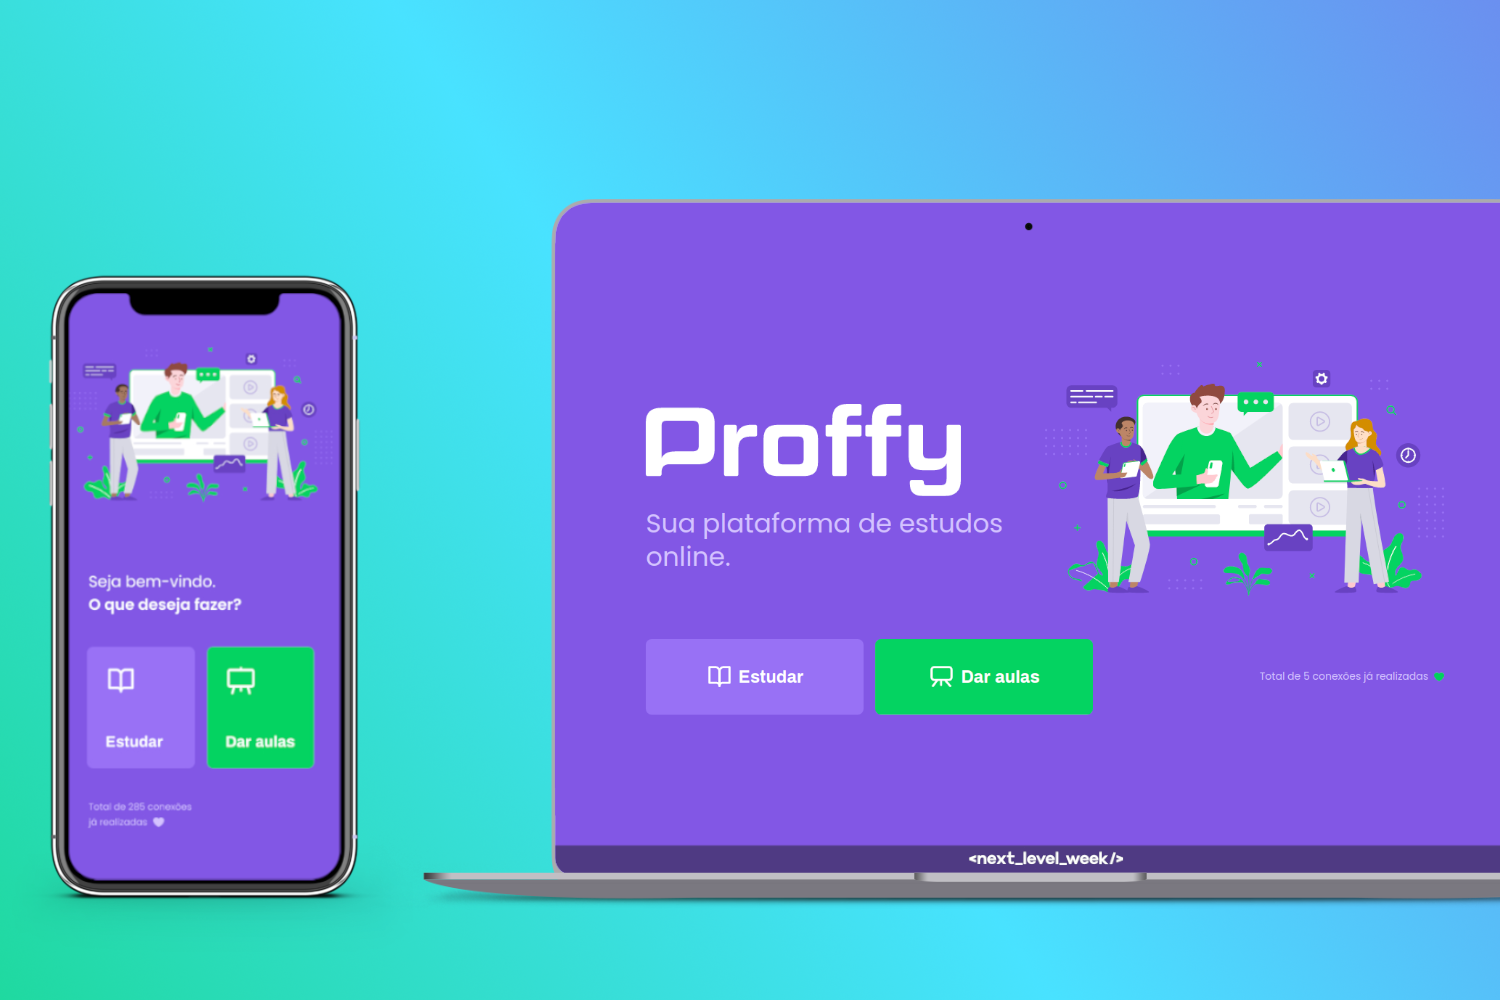 Seja bem-vindo.
O que deseja fazer?
Estudar
Dar aulas
Total de 285 conexões
já realizadas
Proffy
Sua plataforma de estudos
online.
Estudar
Dar aulas
Total de 5 conexões já realizadas
<next_level_week/>